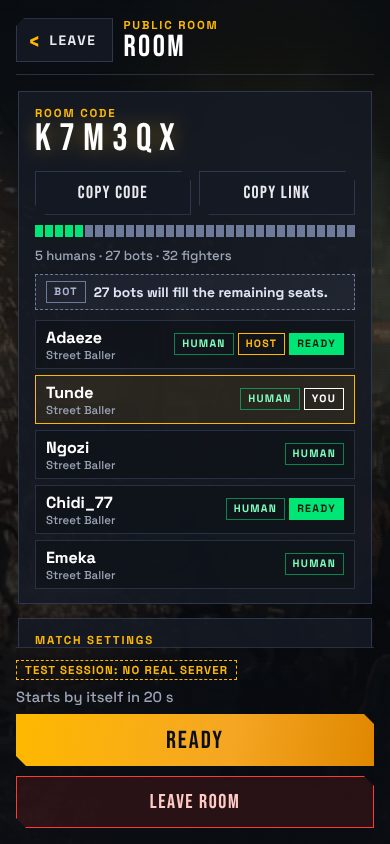 < LEAVE
PUBLIC ROOM
ROOM
ROOM CODE
K7M3QX
COPY CODE
COPY LINK
5 humans · 27 bots · 32 fighters
BOT 27 bots will fill the remaining seats.
Adaeze
Street Baller
HUMAN HOST READY
Tunde
Street Baller
HUMAN YOU
Ngozi
Street Baller
HUMAN
Chidi_77
Street Baller
HUMAN READY
Emeka
Street Baller
HUMAN
MATCH SETTINGS
TEST SESSION: NO REAL SERVER
Starts by itself in 20 s
READY
LEAVE ROOM